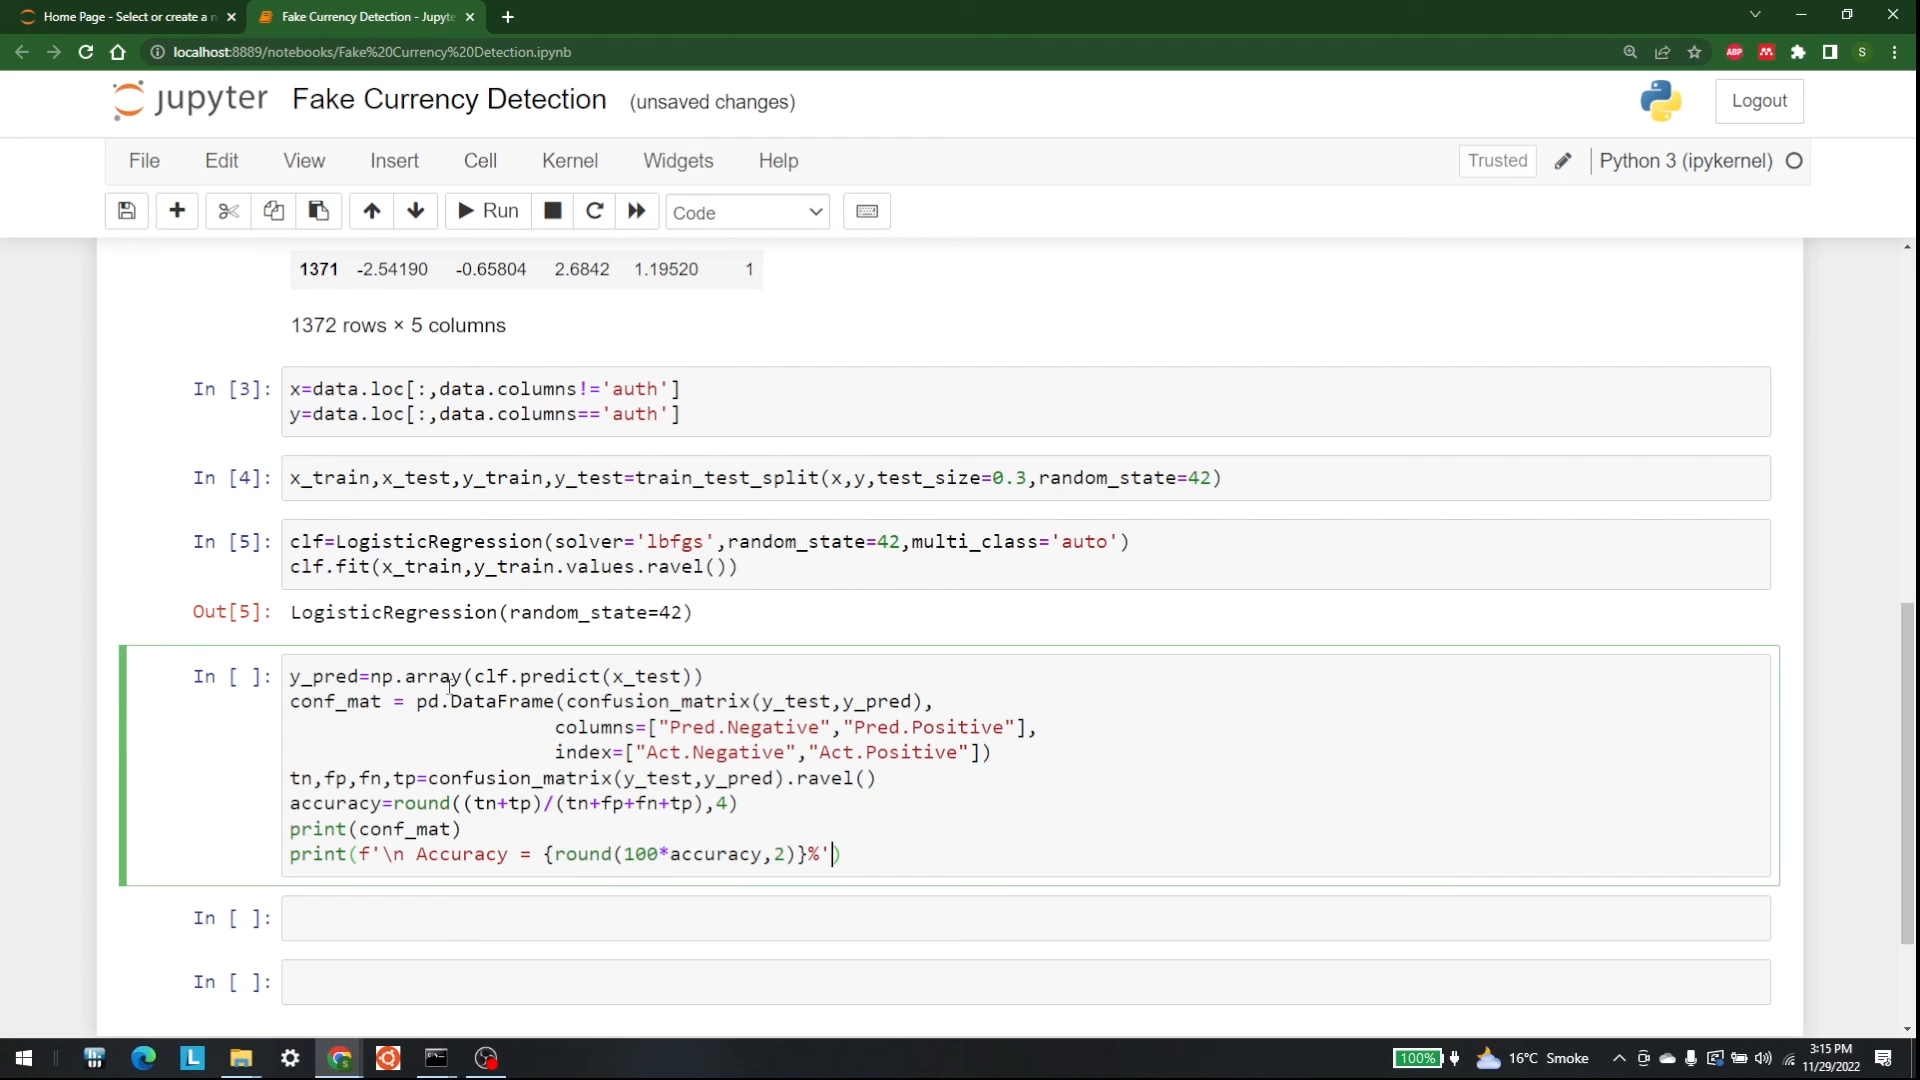 Home Page - Select or create a n
Fake Currency Detection - Jupyte
localhost:8889/notebooks/Fake%20Currency%20Detection.ipynb
ABP
S
jupyter Fake Currency Detection (unsaved changes)
Logout
File Edit View Insert Cell Kernel Widgets Help
Trusted
Python 3 (ipykernel)
Run
Code
1371 -2.54190 -0.65804 2.6842 1.19520 1
1372 rows × 5 columns
In [3]: x=data.loc[:,data.columns!='auth']
y=data.loc[:,data.columns=='auth']
In [4]: x_train,x_test,y_train,y_test=train_test_split(x,y,test_size=0.3,random_state=42)
In [5]: clf=LogisticRegression(solver='lbfgs',random_state=42,multi_class='auto')
clf.fit(x_train,y_train.values.ravel())
Out[5]: LogisticRegression(random_state=42)
In [ ]: y_pred=np.array(clf.predict(x_test))
conf_mat = pd.DataFrame(confusion_matrix(y_test,y_pred),
columns=["Pred.Negative","Pred.Positive"],
index=["Act.Negative","Act.Positive"])
tn,fp,fn,tp=confusion_matrix(y_test,y_pred).ravel()
accuracy=round((tn+tp)/(tn+fp+fn+tp),4)
print(conf_mat)
print(f'\n Accuracy = {round(100*accuracy,2)}%')
In [ ]:
In [ ]:
L
100%
16°C Smoke
3:15 PM
11/29/2022